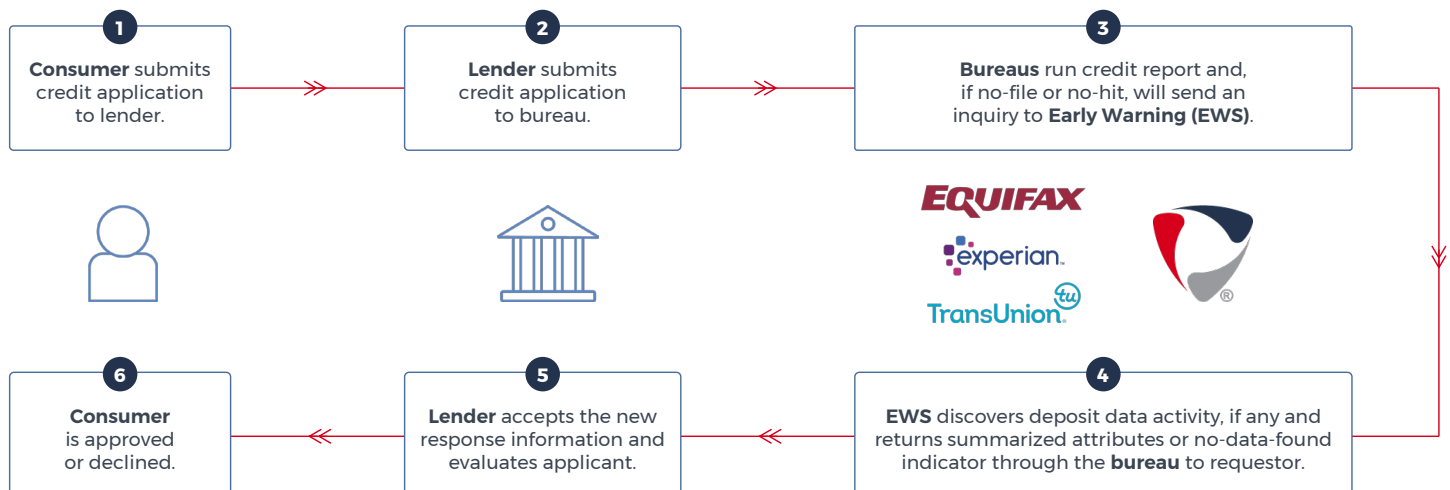 1
Consumer submits
credit application
to lender.
2
Lender submits
credit application
to bureau.
3
Bureaus run credit report and,
if no-file or no-hit, will send an
inquiry to Early Warning (EWS).
EQUIFAX
experian™
tu
TransUnion®
®
4
EWS discovers deposit data activity, if any and
returns summarized attributes or no-data-found
indicator through the bureau to requestor.
5
Lender accepts the new
response information and
evaluates applicant.
6
Consumer
is approved
or declined.